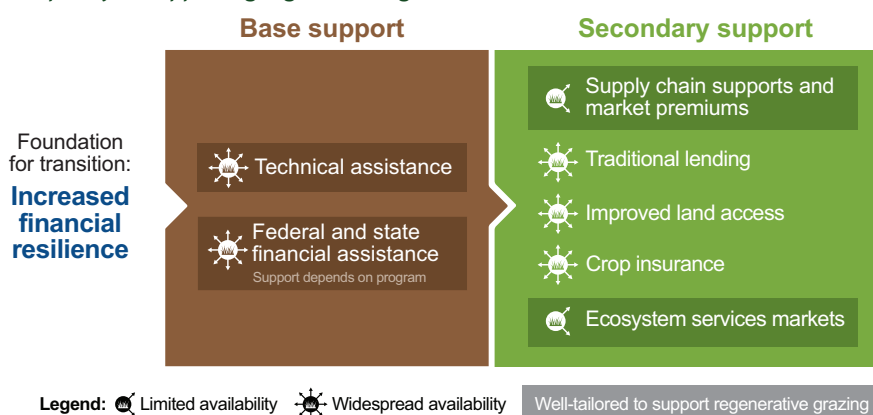 Base support
Secondary support
Foundation
for transition:
Increased
financial
resilience
Technical assistance
Federal and state
financial assistance
Support depends on program
Supply chain supports and
market premiums
Traditional lending
Improved land access
Crop insurance
Ecosystem services markets
Legend: Limited availability Widespread availability Well-tailored to support regenerative grazing